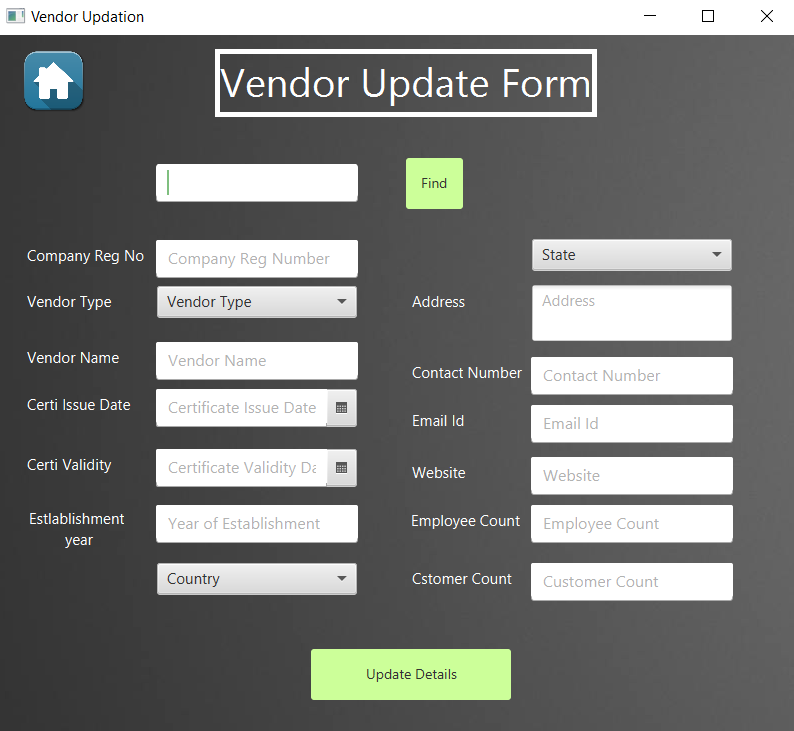 Vendor Updation
Vendor Update Form
Find
Company Reg No
Company Reg Number
State
Vendor Type
Vendor Type
Address
Address
Vendor Name
Vendor Name
Contact Number
Contact Number
Certi Issue Date
Certificate Issue Date
Email Id
Email Id
Certi Validity
Certificate Validity Da
Website
Website
Estlablishment
year
Year of Establishment
Employee Count
Employee Count
Country
Cstomer Count
Customer Count
Update Details